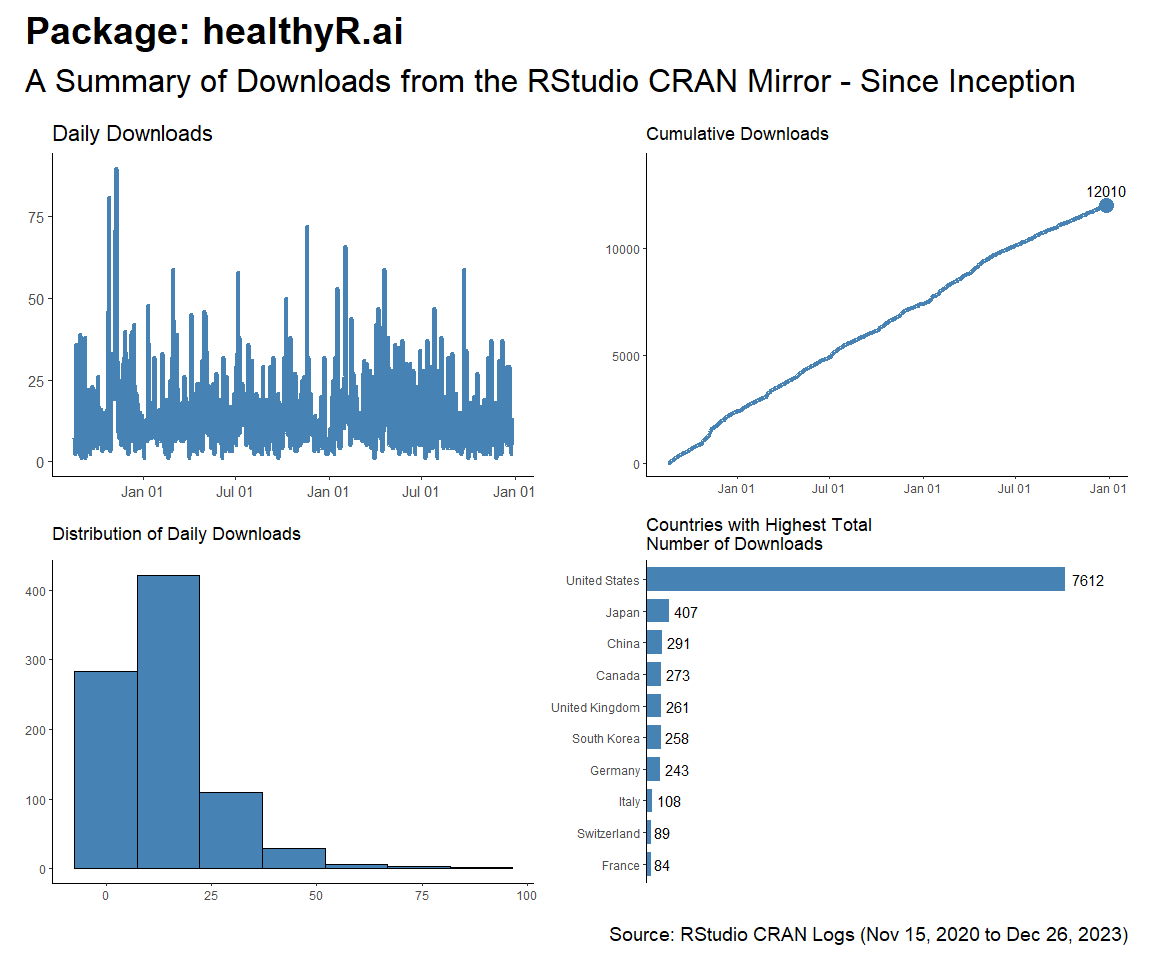 Package: healthyR.ai
A Summary of Downloads from the RStudio CRAN Mirror - Since Inception
Daily Downloads
75
50
25
0
Jan 01 Jul 01 Jan 01 Jul 01 Jan 01
Cumulative Downloads
12010
10000
5000
0
Jan 01 Jul 01 Jan 01 Jul 01 Jan 01
Distribution of Daily Downloads
400
300
200
100
0
0 25 50 75 100
Countries with Highest Total
Number of Downloads
United States 7612
Japan 407
China 291
Canada 273
United Kingdom 261
South Korea 258
Germany 243
Italy 108
Switzerland 89
France 84
Source: RStudio CRAN Logs (Nov 15, 2020 to Dec 26, 2023)